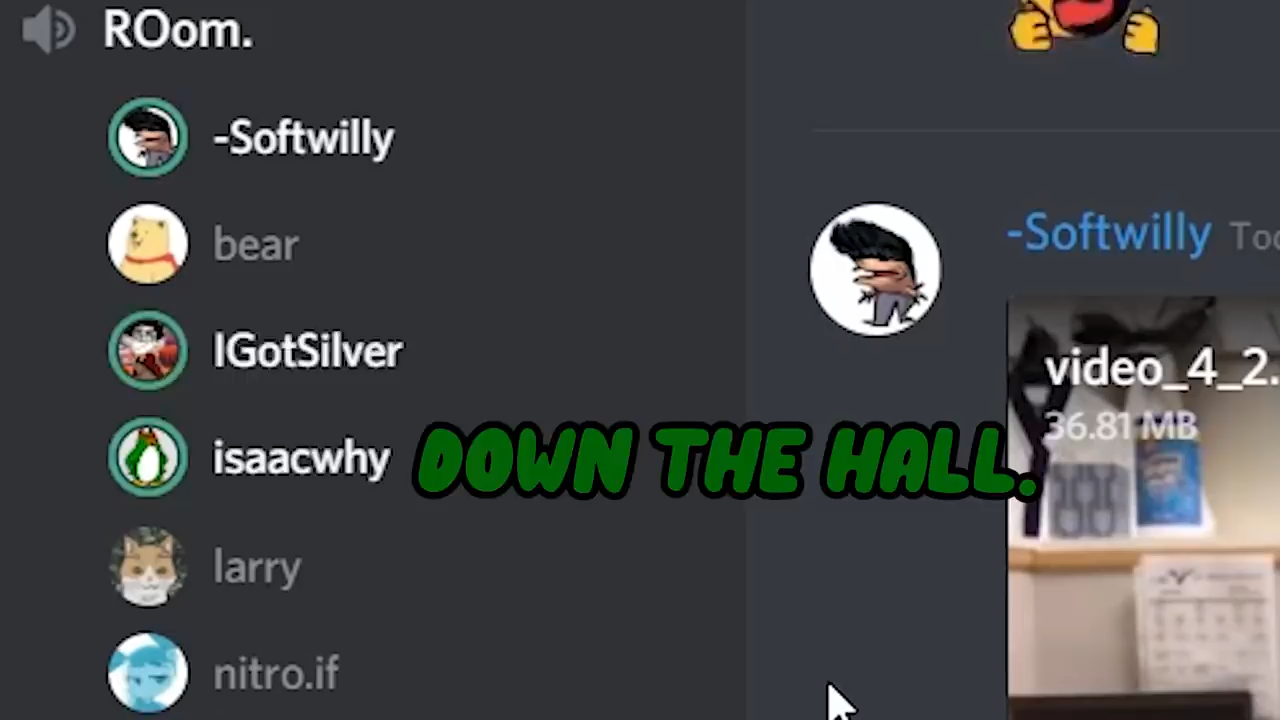 ROom.
-Softwilly
bear
IGotSilver
isaacwhy
DOWN THE HALL.
larry
nitro.if
-Softwilly
video_4_2.
36.81 MB